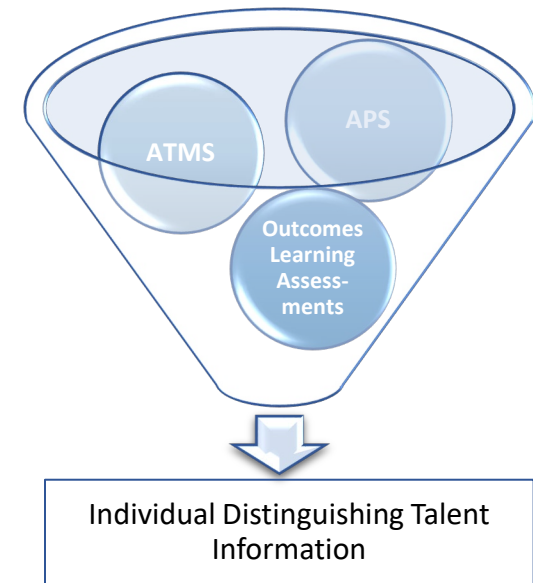 APS
ATMS
Outcomes
Learning
Assess-
ments
Individual Distinguishing Talent
Information